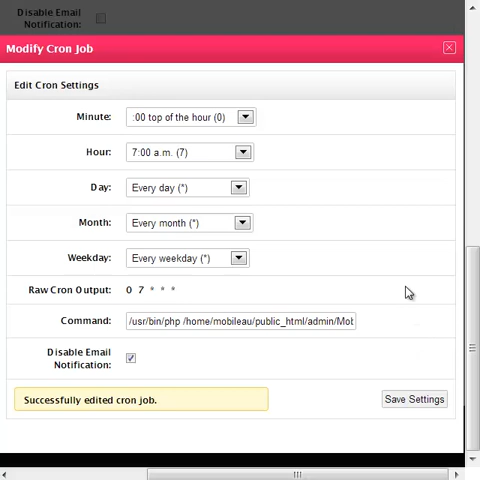 Disable Email
Notification:
Modify Cron Job
Edit Cron Settings
Minute: :00 top of the hour (0)
Hour: 7:00 a.m. (7)
Day: Every day (*)
Month: Every month (*)
Weekday: Every weekday (*)
Raw Cron Output: 0 7 * * *
Command: /usr/bin/php /home/mobileau/public_html/admin/Mob
Disable Email
Notification:
Successfully edited cron job.
Save Settings